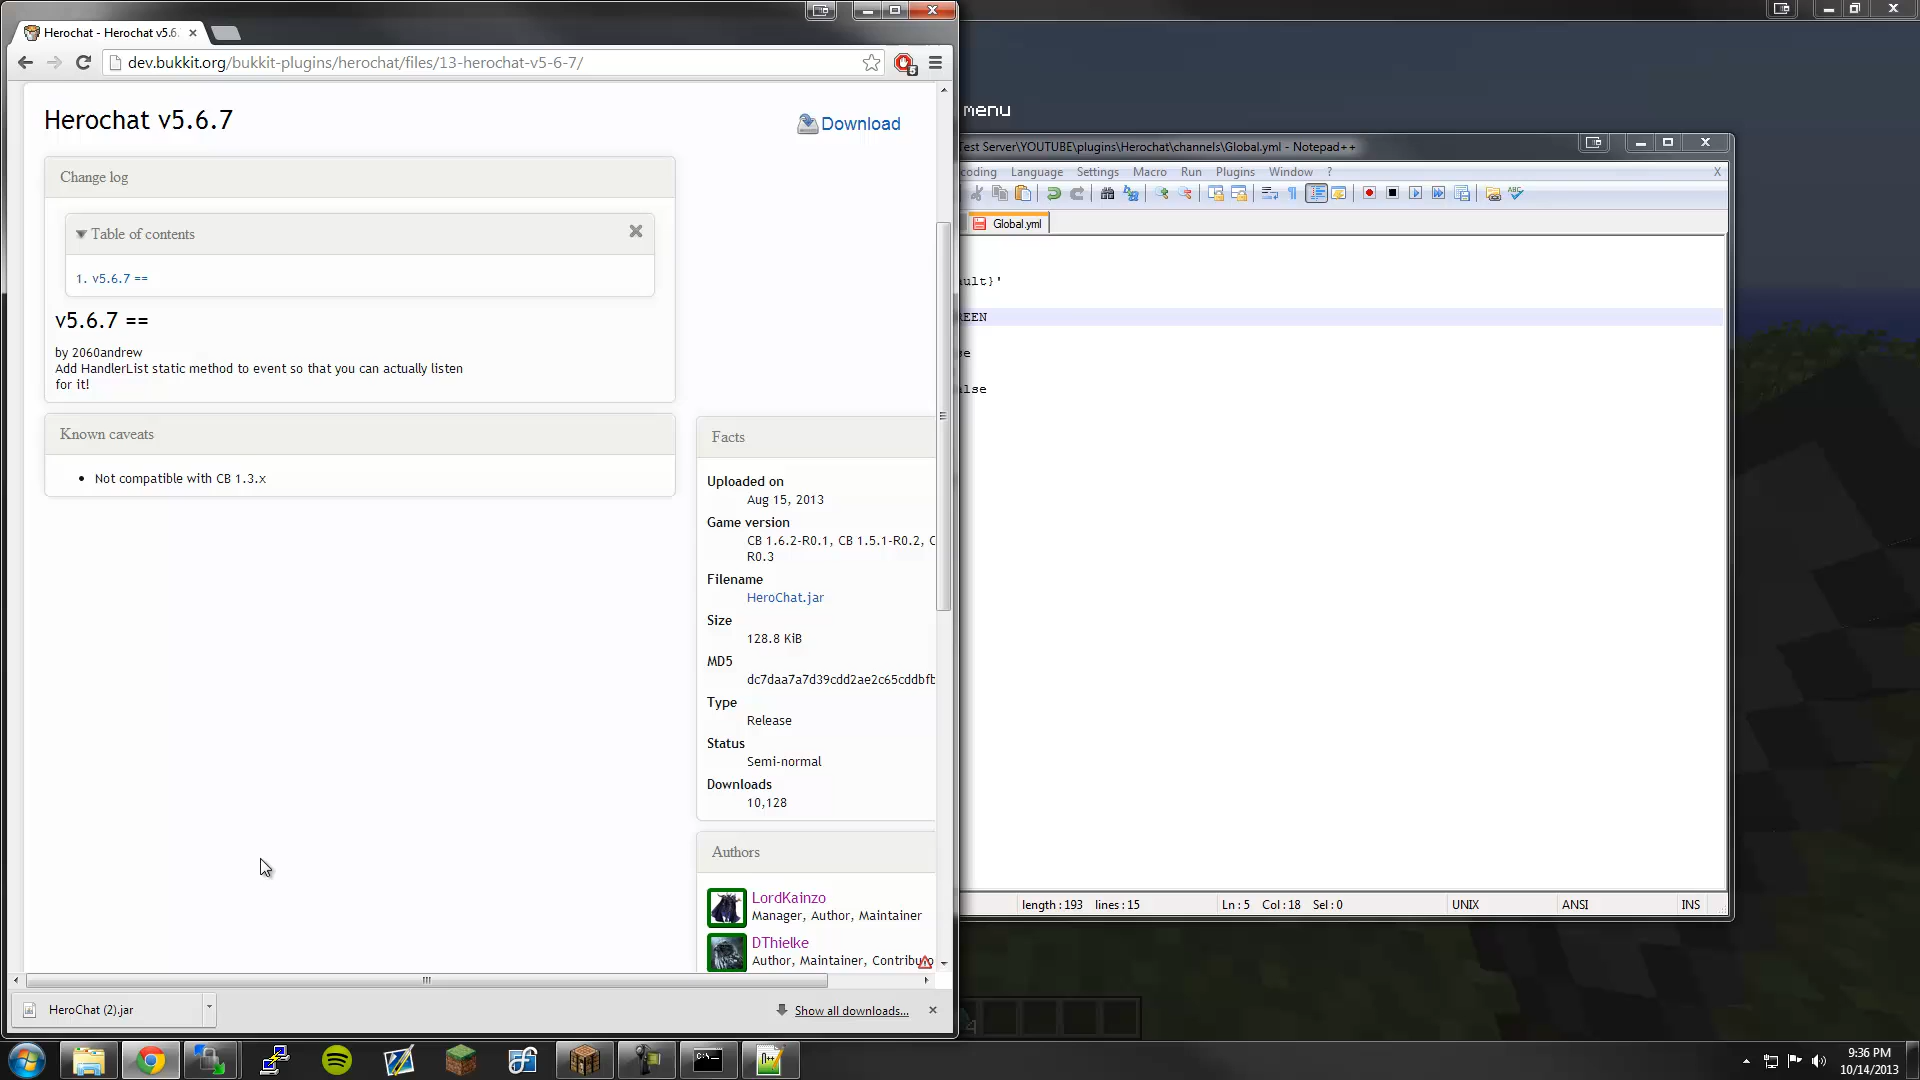 Herochat - Herochat v5.6.
dev.bukkit.org/bukkit-plugins/herochat/files/13-herochat-v5-6-7/
Herochat v5.6.7
Download
Change log
Table of contents
1. v5.6.7 ==
v5.6.7 ==
by 2060andrew
Add HandlerList static method to event so that you can actually listen
for it!
Known caveats
Not compatible with CB 1.3.x
Facts
Uploaded on
Aug 15, 2013
Game version
CB 1.6.2-R0.1, CB 1.5.1-R0.2, C
R0.3
Filename
HeroChat.jar
Size
128.8 KiB
MD5
dc7daa7a7d39cdd2ae2c65cddbfb
Type
Release
Status
Semi-normal
Downloads
10,128
Authors
LordKainzo
Manager, Author, Maintainer
DThielke
Author, Maintainer, Contributo
HeroChat (2).jar
Show all downloads...
menu
Test Server\YOUTUBE\plugins\Herochat\channels\Global.yml - Notepad++
coding Language Settings Macro Run Plugins Window ? X
Global.yml
ult}'
REEN
se
alse
length : 193 lines : 15 Ln : 5 Col : 18 Sel : 0 UNIX ANSI INS
4
9:36 PM
10/14/2013